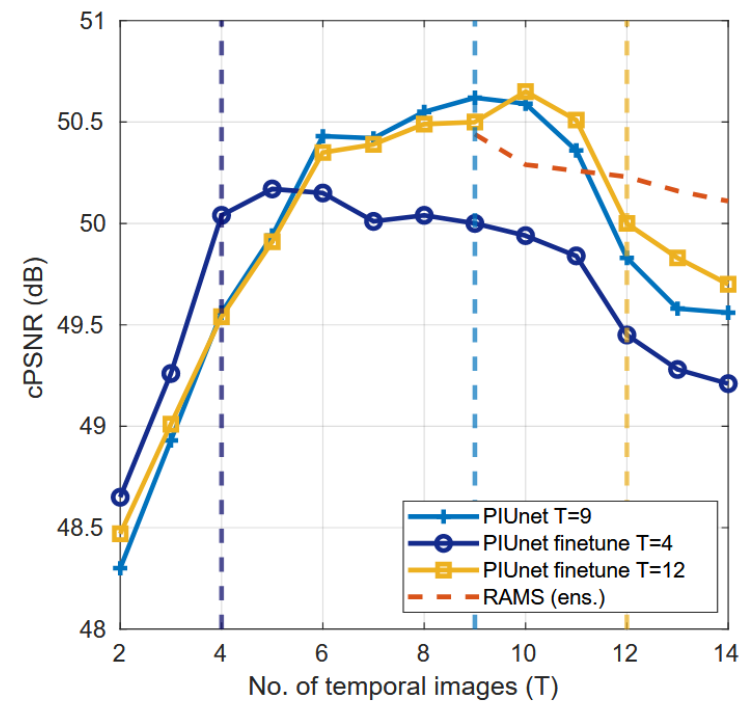 51
50.5
50
49.5
49
48.5
48
cPSNR (dB)
2 4 6 8 10 12 14
No. of temporal images (T)
PIUnet T=9
PIUnet finetune T=4
PIUnet finetune T=12
RAMS (ens.)